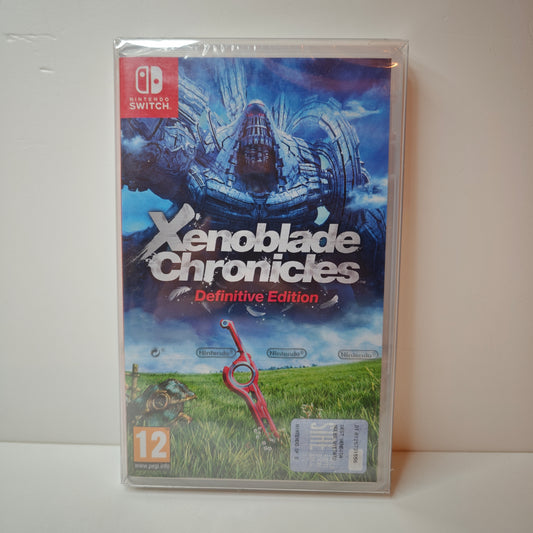 NINTENDO
SWITCH
Xenoblade
Chronicles
Definitive Edition
Nintendo
Nintendo
Nintendo
12
www.pegi.info